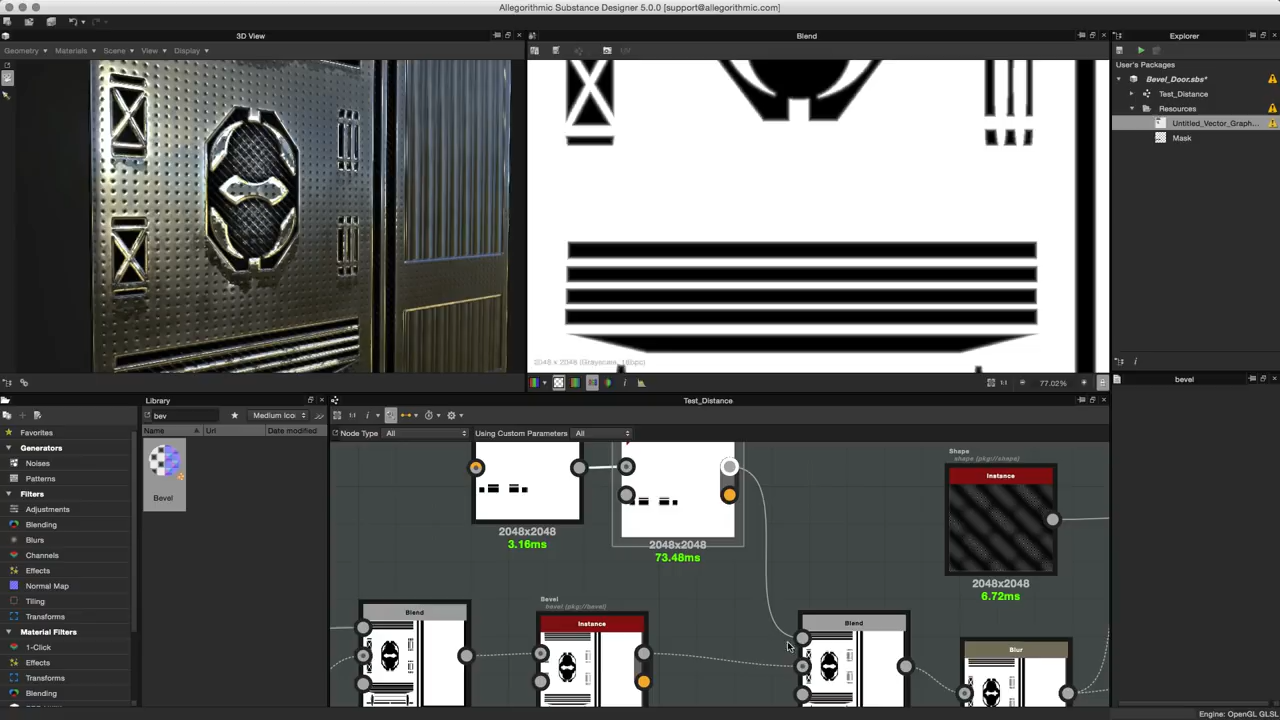 Allegorithmic Substance Designer 5.0.0 [support@allegorithmic.com]
3D View
Blend
Explorer
Geometry
Materials
Scene
View
Display
UV
User's Packages
Bevel_Door.sbs*
Test_Distance
Resources
Untitled_Vector_Graph...
Mask
2048 x 2048 (Grayscale, 16bpc)
1:1
77.02%
bevel
Library
Test_Distance
bev
Medium Ico
1:1
Name
Url
Date modified
Node Type
All
Using Custom Parameters
All
Favorites
Generators
Noises
Patterns
Filters
Adjustments
Blending
Blurs
Channels
Effects
Normal Map
Tiling
Transforms
Material Filters
1-Click
Effects
Transforms
Blending
Bevel
2048x2048
3.16ms
2048x2048
73.48ms
Shape
shape (pkg://shape)
Instance
2048x2048
6.72ms
Blend
Bevel
bevel (pkg://bevel)
Instance
Blend
Blur
Engine: OpenGL GLSL